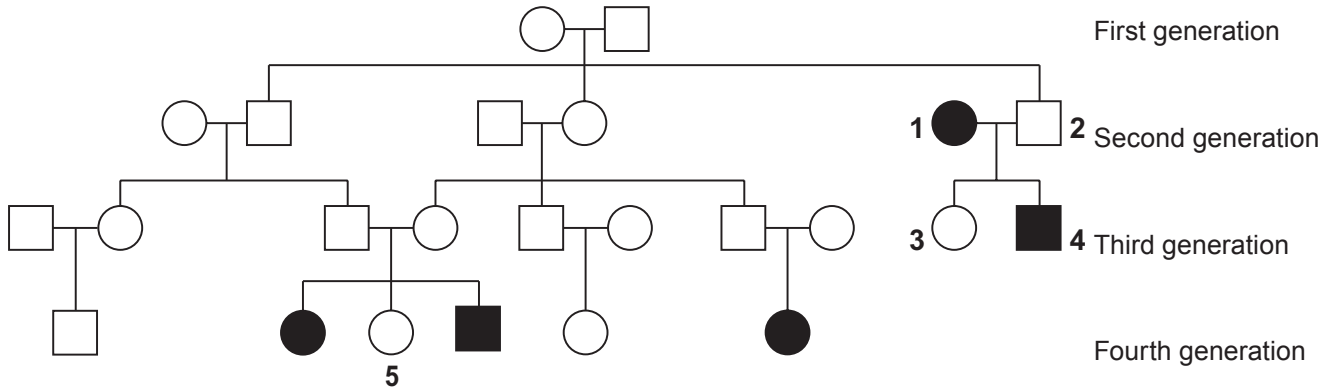 First generation
1
2 Second generation
3
4 Third generation
Fourth generation
5